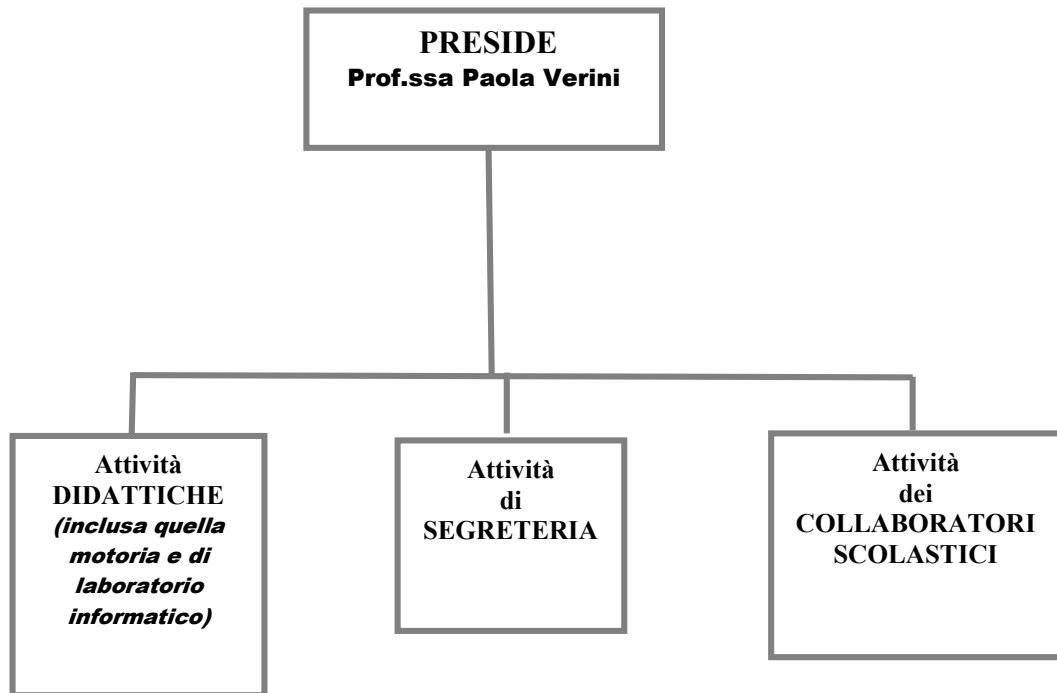 PRESIDE
Prof.ssa Paola Verini
Attività
DIDATTICHE
(inclusa quella
motoria e di
laboratorio
informatico)
Attività
di
SEGRETERIA
Attività
dei
COLLABORATORI
SCOLASTICI